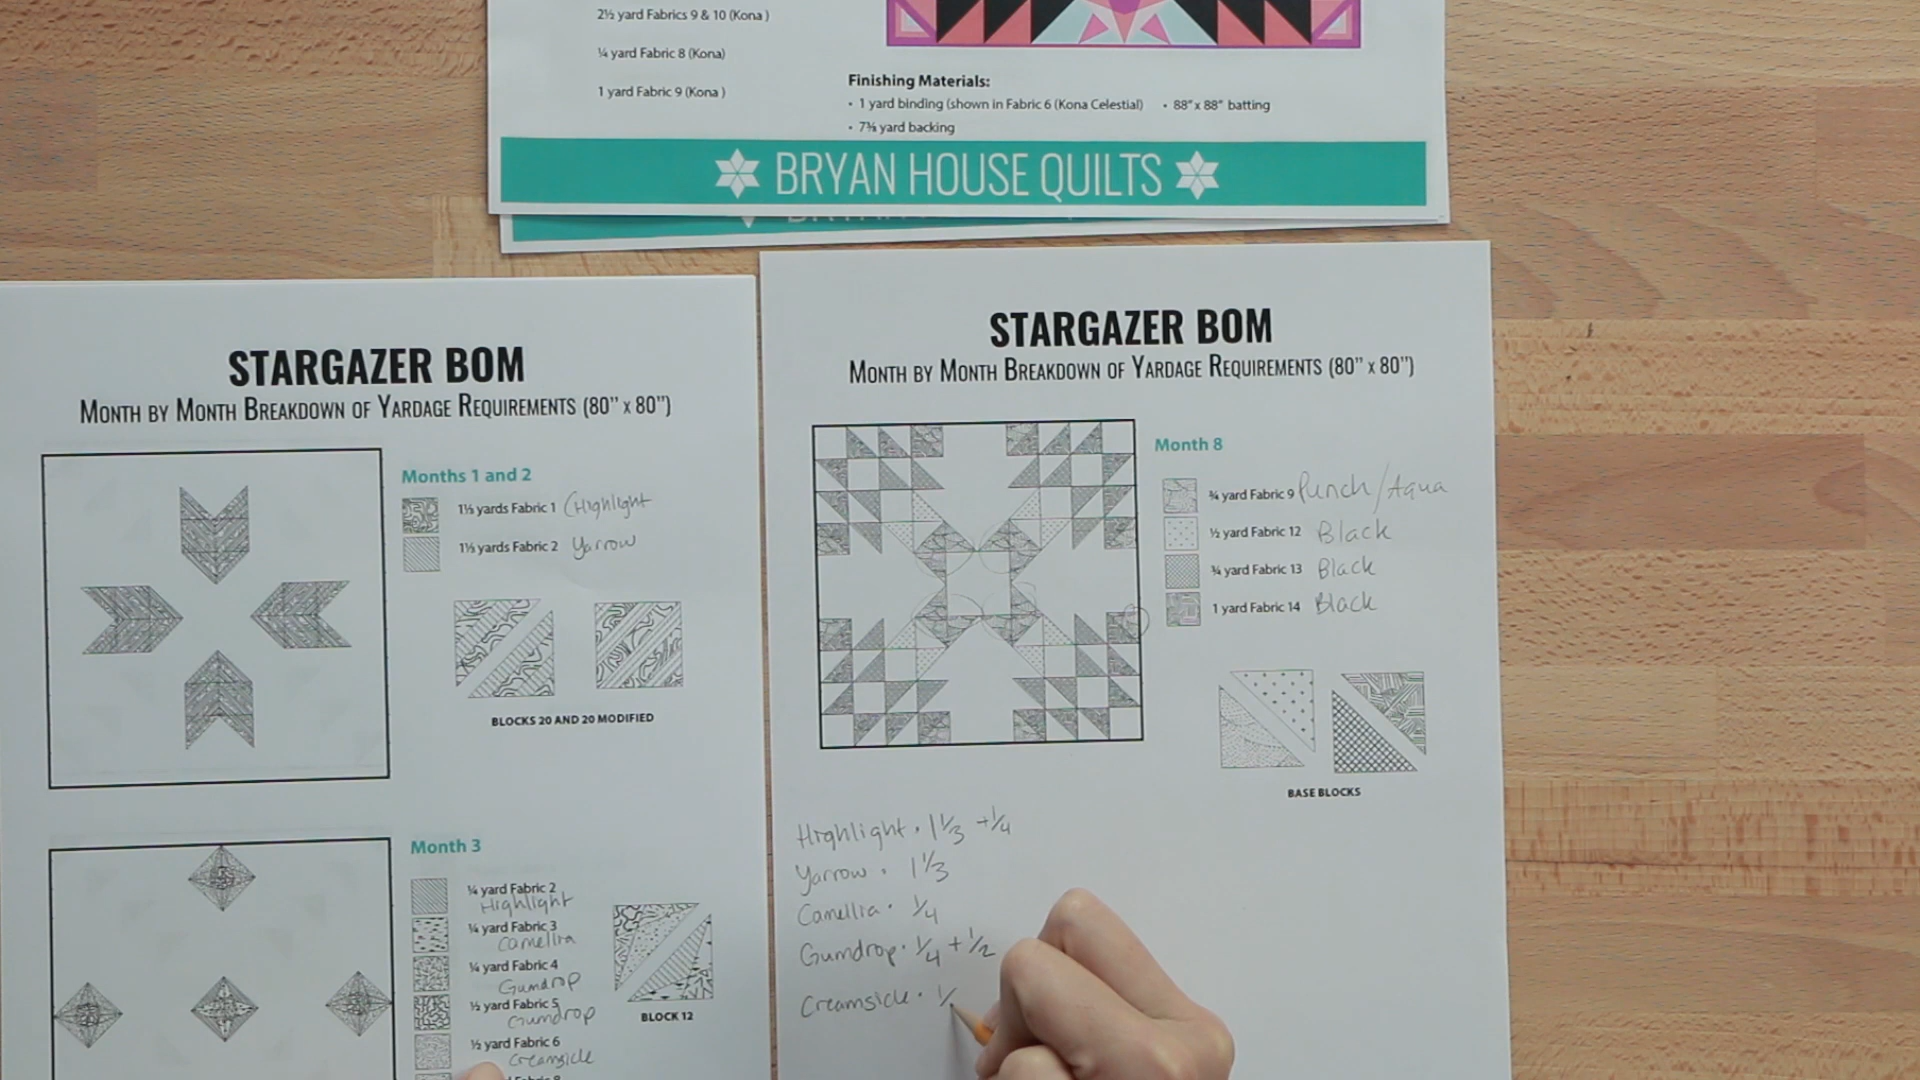 2½ yard Fabrics 9 & 10 (Kona )
¼ yard Fabric 8 (Kona)
1 yard Fabric 9 (Kona )
Finishing Materials:
• 1 yard binding (shown in Fabric 6 (Kona Celestial)
• 88" x 88" batting
• 7⅜ yard backing
BRYAN HOUSE QUILTS
STARGAZER BOM
MONTH BY MONTH BREAKDOWN OF YARDAGE REQUIREMENTS (80" x 80")
Months 1 and 2
1⅓ yards Fabric 1 (Highlight
1⅓ yards Fabric 2 Yarrow
BLOCKS 20 AND 20 MODIFIED
Month 3
¼ yard Fabric 2
Highlight
¼ yard Fabric 3
Camellia
¼ yard Fabric 4
Gumdrop
½ yard Fabric 5
Gumdrop
½ yard Fabric 6
Creamsicle
BLOCK 12
STARGAZER BOM
MONTH BY MONTH BREAKDOWN OF YARDAGE REQUIREMENTS (80" x 80")
Month 8
¾ yard Fabric 9 Punch/Aqua
½ yard Fabric 12 Black
¾ yard Fabric 13 Black
1 yard Fabric 14 Black
BASE BLOCKS
Highlight • 1⅓ + ¼
Yarrow • 1⅓
Camellia • ¼
Gumdrop • ¼ + ½
Creamsicle • 1/